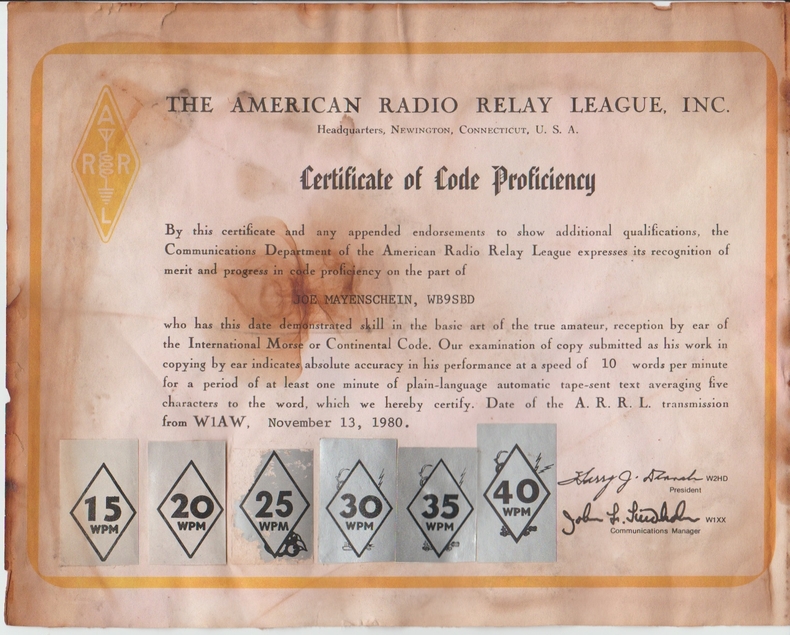 A
R R
L
THE AMERICAN RADIO RELAY LEAGUE, INC.
Headquarters, Newington, Connecticut, U. S. A.
Certificate of Code Proficiency
By this certificate and any appended endorsements to show additional qualifications, the
Communications Department of the American Radio Relay League expresses its recognition of
merit and progress in code proficiency on the part of
JOE MAYENSCHEIN, WB9SBD
who has this date demonstrated skill in the basic art of the true amateur, reception by ear of
the International Morse or Continental Code. Our examination of copy submitted as his work in
copying by ear indicates absolute accuracy in his performance at a speed of 10 words per minute
for a period of at least one minute of plain-language automatic tape-sent text averaging five
characters to the word, which we hereby certify. Date of the A. R. R. L. transmission
from W1AW, November 13, 1980.
15 WPM
20 WPM
25 WPM
30 WPM
35 WPM
40 WPM
Harry J. W2HD
President
John L. Lindholm W1XX
Communications Manager